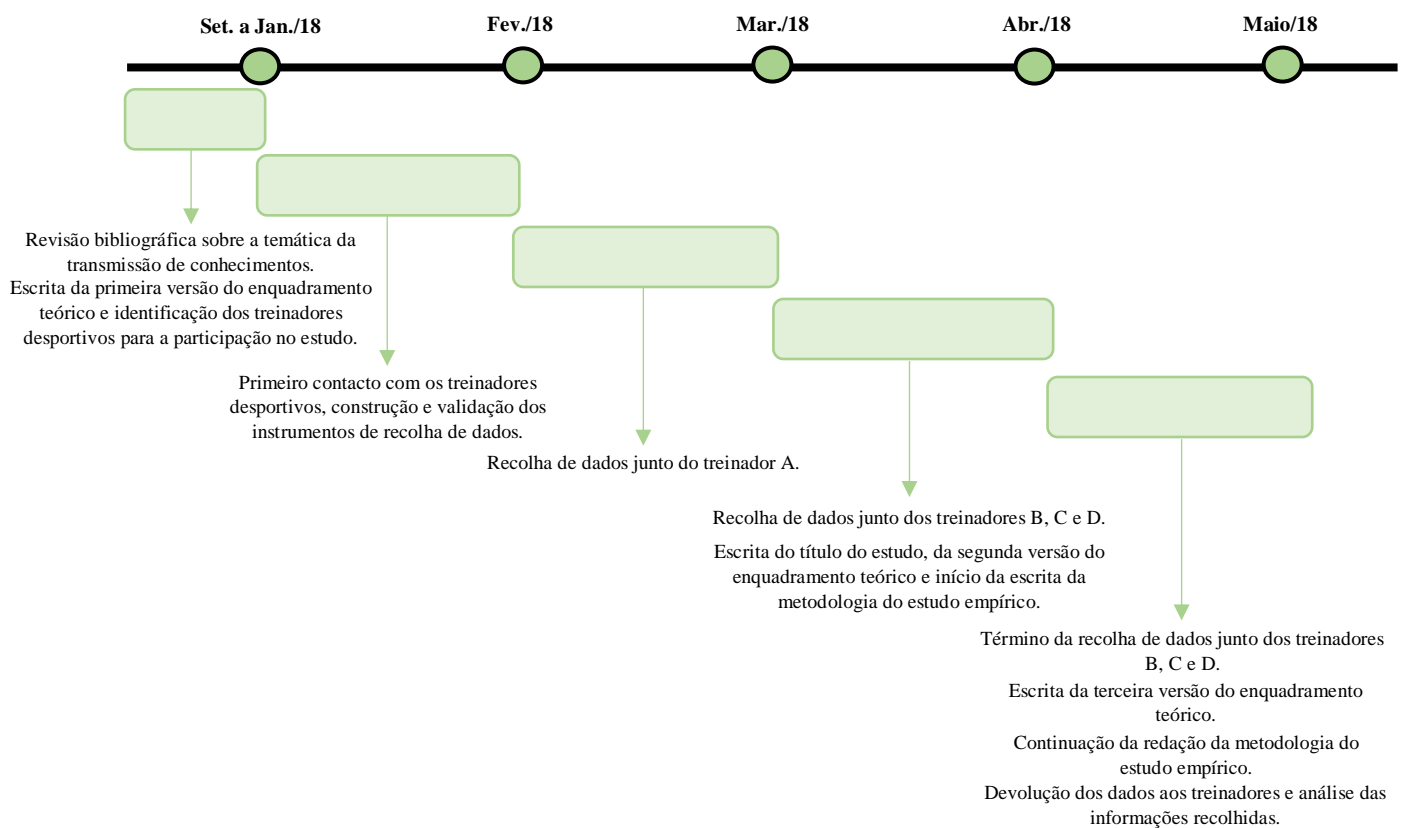 Set. a Jan./18
Fev./18
Mar./18
Abr./18
Maio/18
Revisão bibliográfica sobre a temática da
transmissão de conhecimentos.
Escrita da primeira versão do enquadramento
teórico e identificação dos treinadores
desportivos para a participação no estudo.
Primeiro contacto com os treinadores
desportivos, construção e validação dos
instrumentos de recolha de dados.
Recolha de dados junto do treinador A.
Recolha de dados junto dos treinadores B, C e D.
Escrita do título do estudo, da segunda versão do
enquadramento teórico e início da escrita da
metodologia do estudo empírico.
Término da recolha de dados junto dos treinadores
B, C e D.
Escrita da terceira versão do enquadramento
teórico.
Continuação da redação da metodologia do
estudo empírico.
Devolução dos dados aos treinadores e análise das
informações recolhidas.